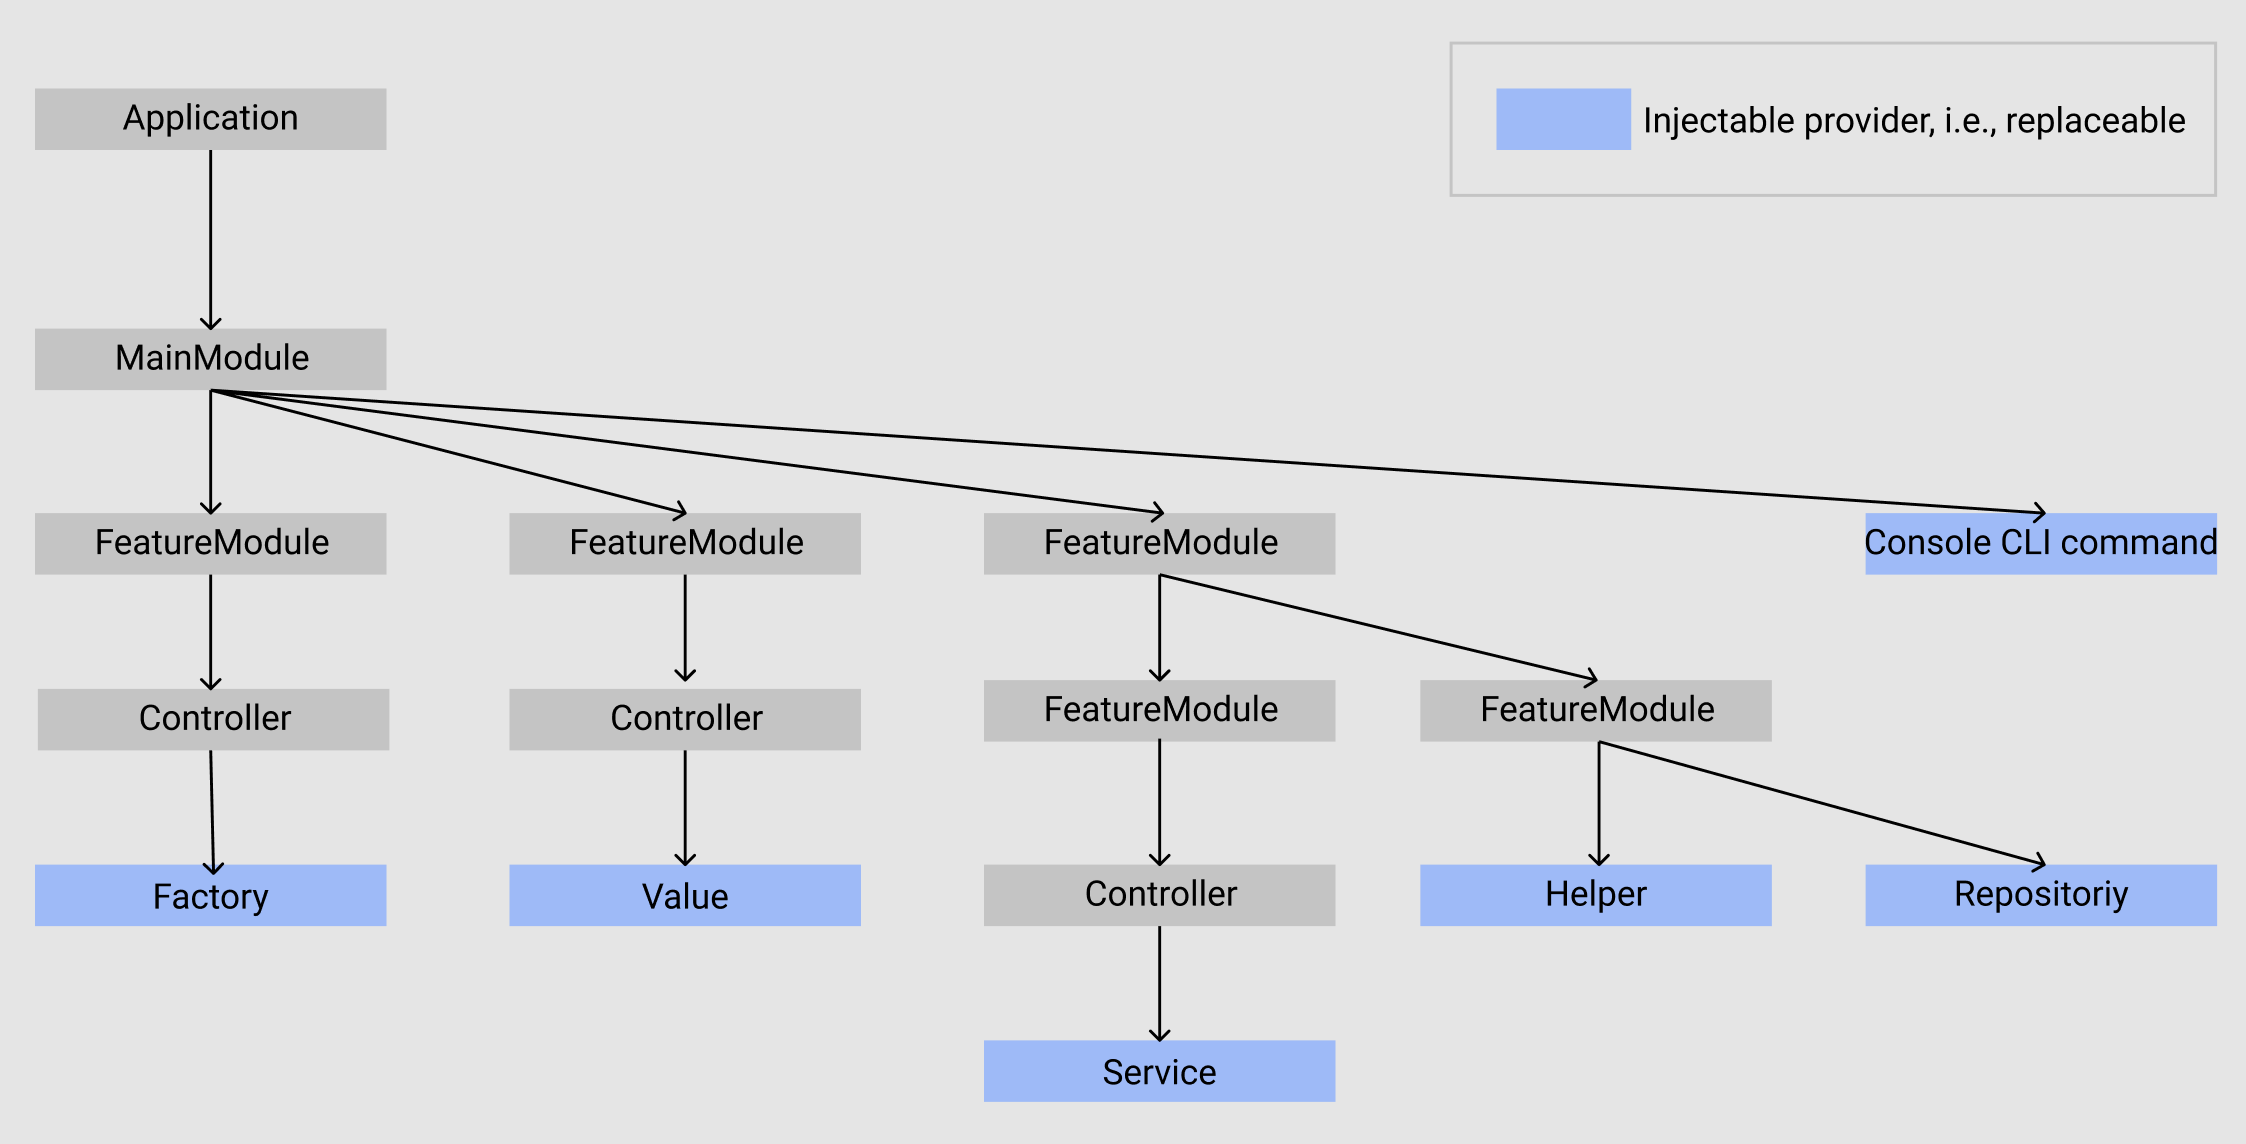 Application
Injectable provider, i.e., replaceable
MainModule
FeatureModule
FeatureModule
FeatureModule
Console CLI command
Controller
Controller
FeatureModule
FeatureModule
Factory
Value
Controller
Helper
Repositoriy
Service